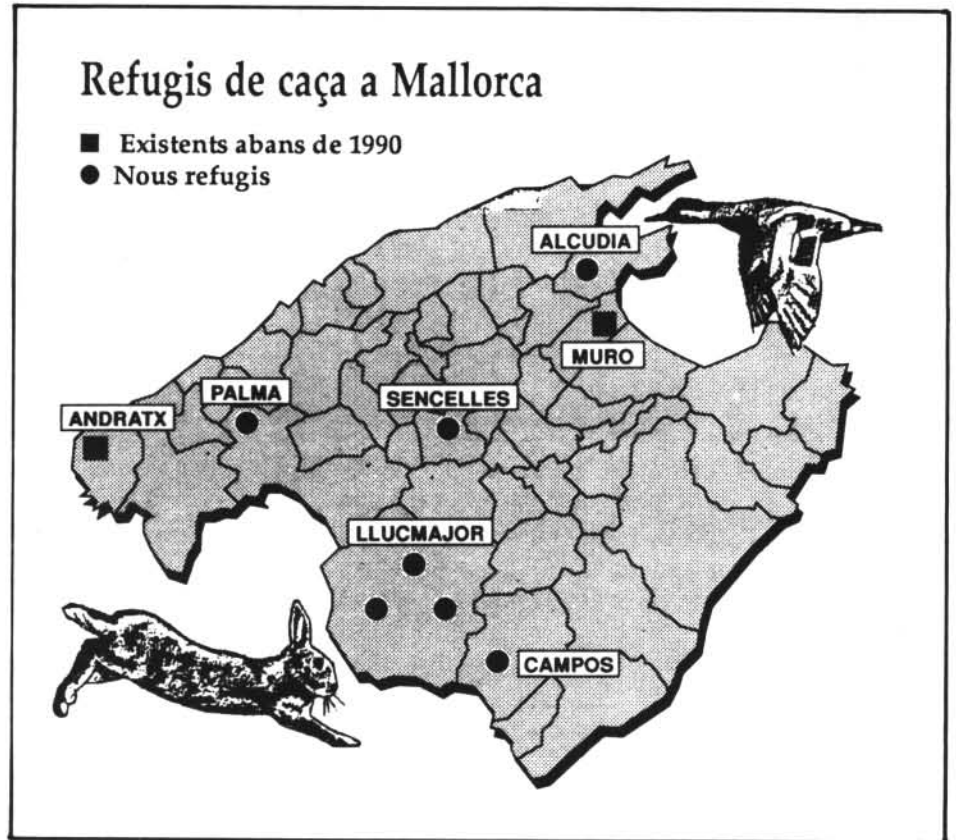 Refugis de caça a Mallorca
■ Existents abans de 1990
● Nous refugis
ALCUDIA
MURO
PALMA
SENCELLES
ANDRATX
LLUCMAJOR
CAMPOS